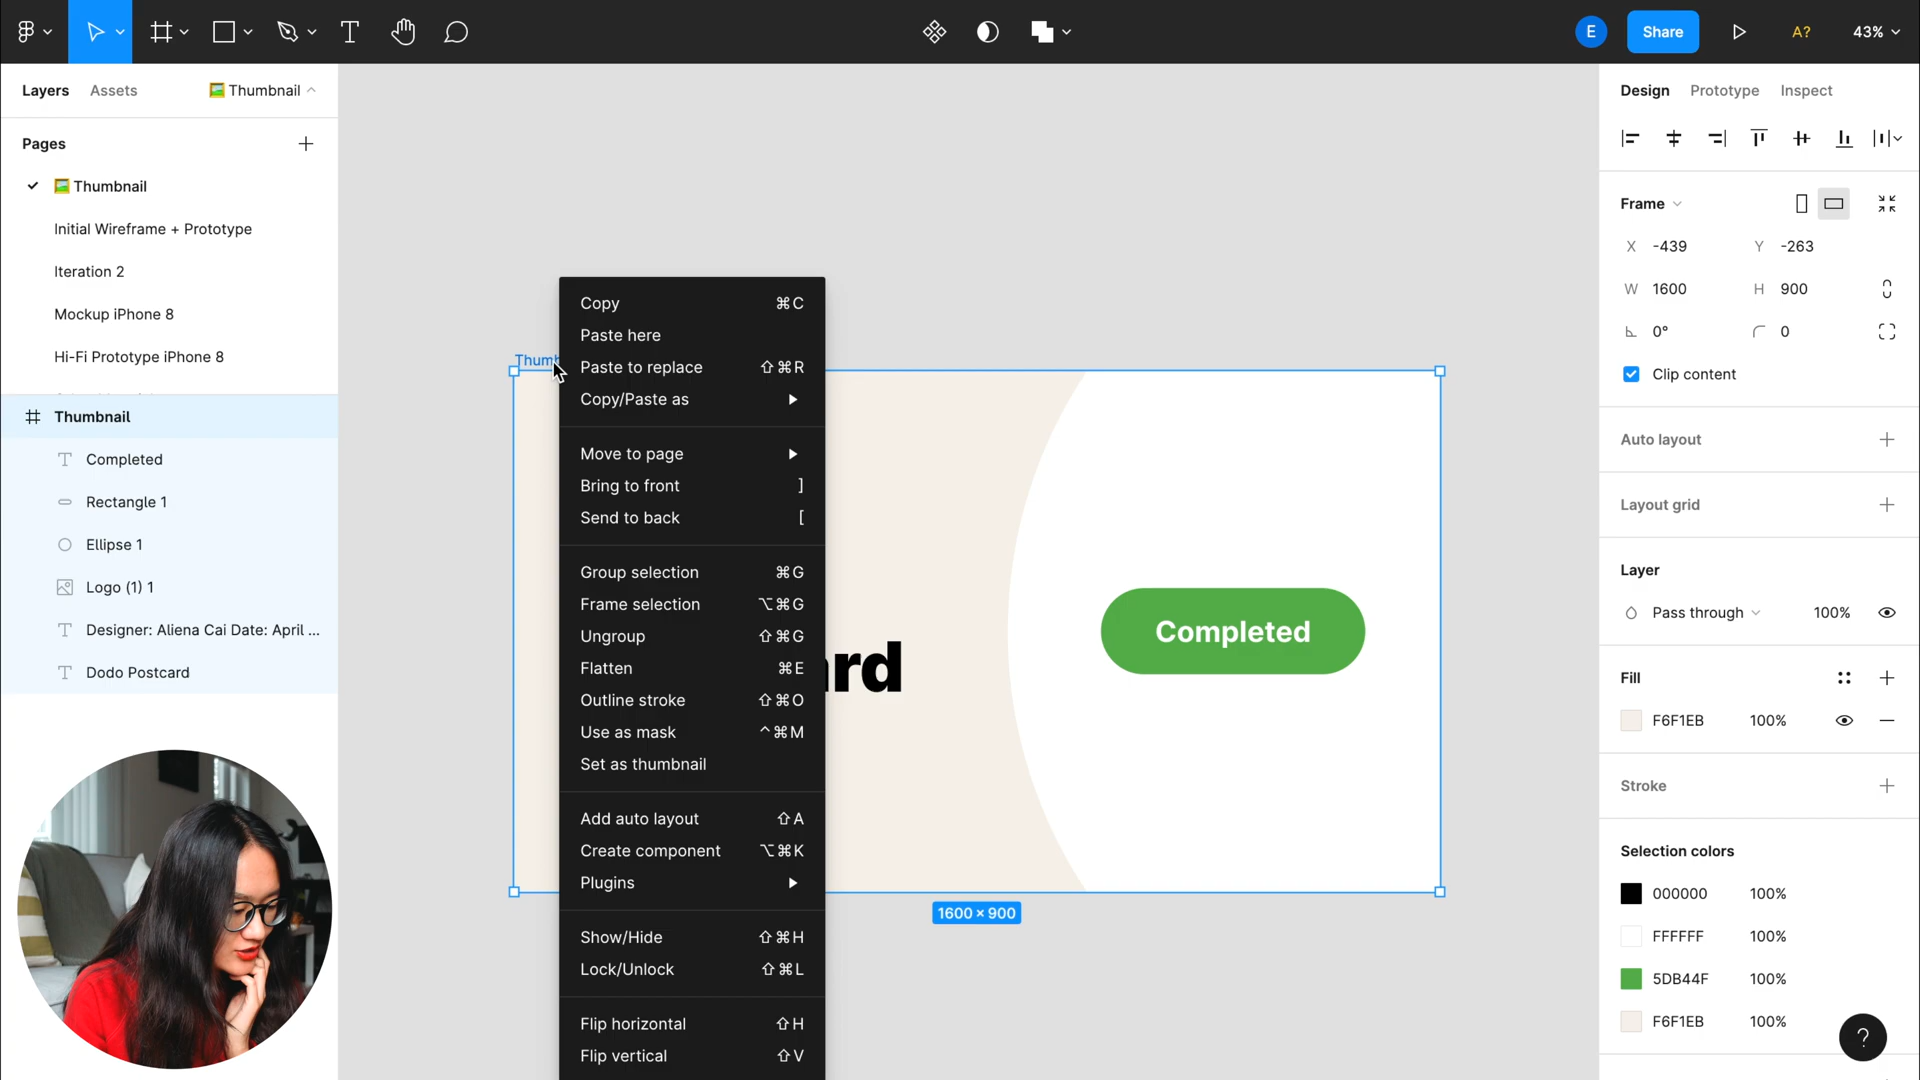 E
Share
A?
43%
Layers
Assets
Thumbnail
Pages
Thumbnail
Initial Wireframe + Prototype
Iteration 2
Mockup iPhone 8
Hi-Fi Prototype iPhone 8
Thumbnail
Completed
Rectangle 1
Ellipse 1
Logo (1) 1
Designer: Aliena Cai Date: April ...
Dodo Postcard
Thumb
Copy ⌘C
Paste here
Paste to replace ⇧⌘R
Copy/Paste as
Move to page
Bring to front ]
Send to back [
Group selection ⌘G
Frame selection ⌥⌘G
Ungroup ⇧⌘G
Flatten ⌘E
Outline stroke ⇧⌘O
Use as mask ^⌘M
Set as thumbnail
Add auto layout ⇧A
Create component ⌥⌘K
Plugins
Show/Hide ⇧⌘H
Lock/Unlock ⇧⌘L
Flip horizontal ⇧H
Flip vertical ⇧V
ard
Completed
1600 × 900
Design
Prototype
Inspect
Frame
X -439 Y -263
W 1600 H 900
0° 0
Clip content
Auto layout
Layout grid
Layer
Pass through 100%
Fill
F6F1EB 100%
Stroke
Selection colors
000000 100%
FFFFFF 100%
5DB44F 100%
F6F1EB 100%
?